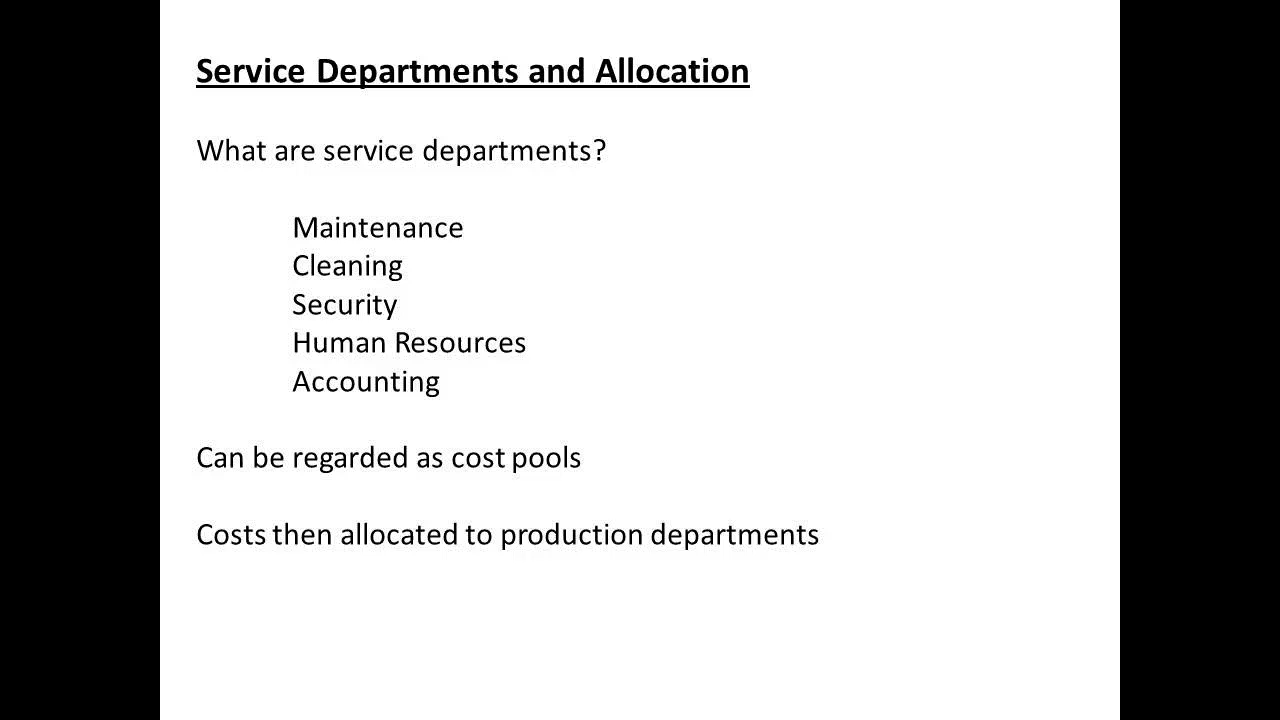 Service Departments and Allocation
What are service departments?
Maintenance
Cleaning
Security
Human Resources
Accounting
Can be regarded as cost pools
Costs then allocated to production departments